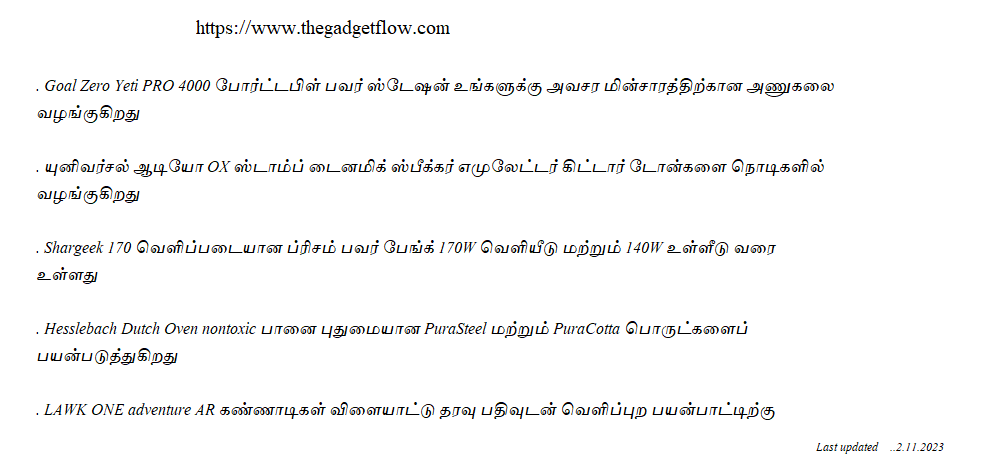 https://www.thegadgetflow.com
. Goal Zero Yeti PRO 4000 போர்ட்டபிள் பவர் ஸ்டேஷன் உங்களுக்கு அவசர மின்சாரத்திற்கான அணுகலை
வழங்குகிறது
. யுனிவர்சல் ஆடியோ OX ஸ்டாம்ப் டைனமிக் ஸ்பீக்கர் எமுலேட்டர் கிட்டார் டோன்களை நொடிகளில்
வழங்குகிறது
. Shargeek 170 வெளிப்படையான ப்ரிசம் பவர் பேங்க் 170W வெளியீடு மற்றும் 140W உள்ளீடு வரை
உள்ளது
. Hesslebach Dutch Oven nontoxic பானை புதுமையான PuraSteel மற்றும் PuraCotta பொருட்களைப்
பயன்படுத்துகிறது
. LAWK ONE adventure AR கண்ணாடிகள் விளையாட்டு தரவு பதிவுடன் வெளிப்புற பயன்பாட்டிற்கு
Last updated ..2.11.2023